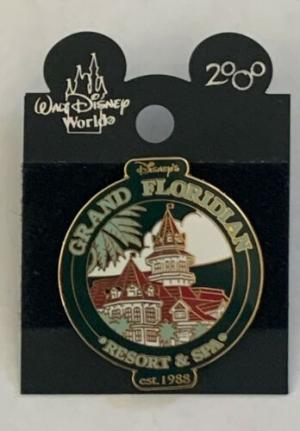 WALT DISNEY
World
2000
DISNEY'S
GRAND FLORIDIAN
RESORT & SPA
est. 1988